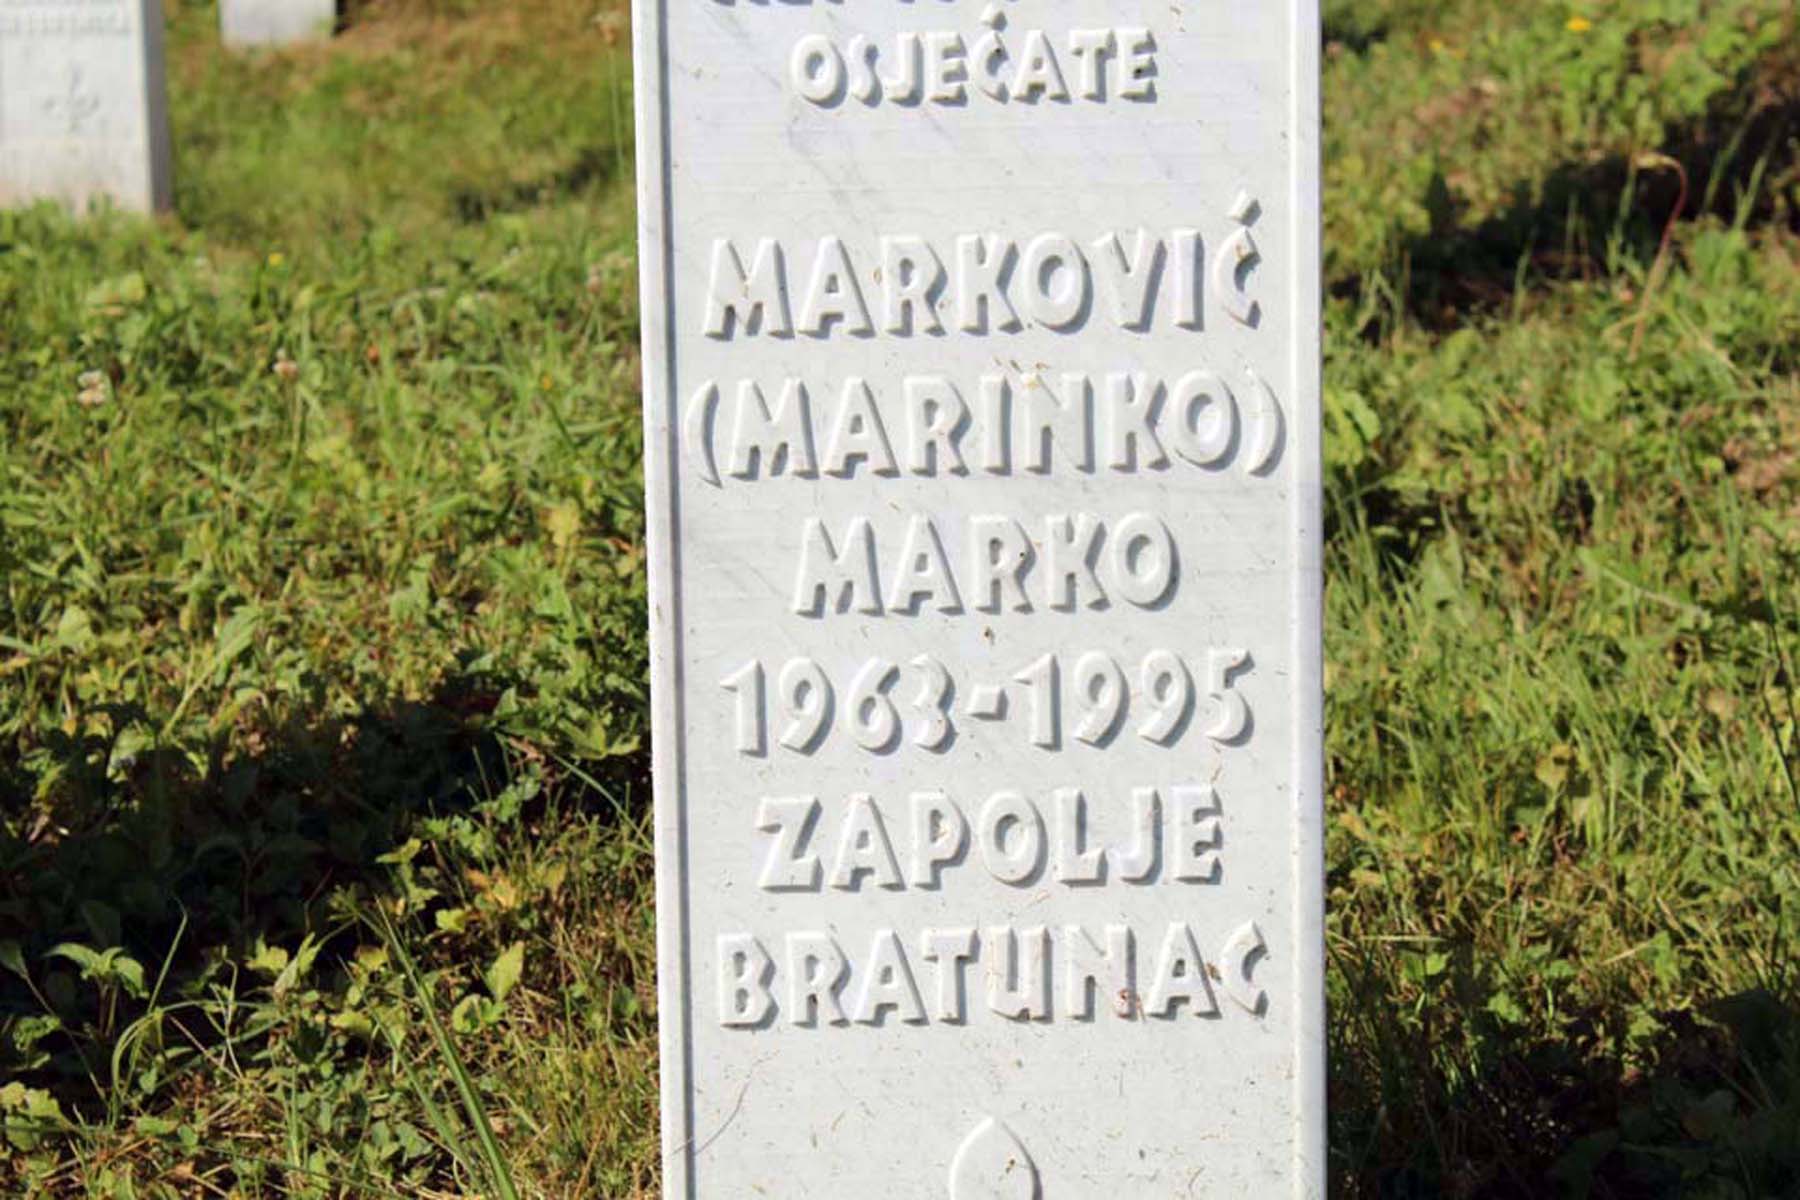 OSJEĆATE
MARKOVIĆ
(MARINKO)
MARKO
1963-1995
ZAPOLJE
BRATUNAC